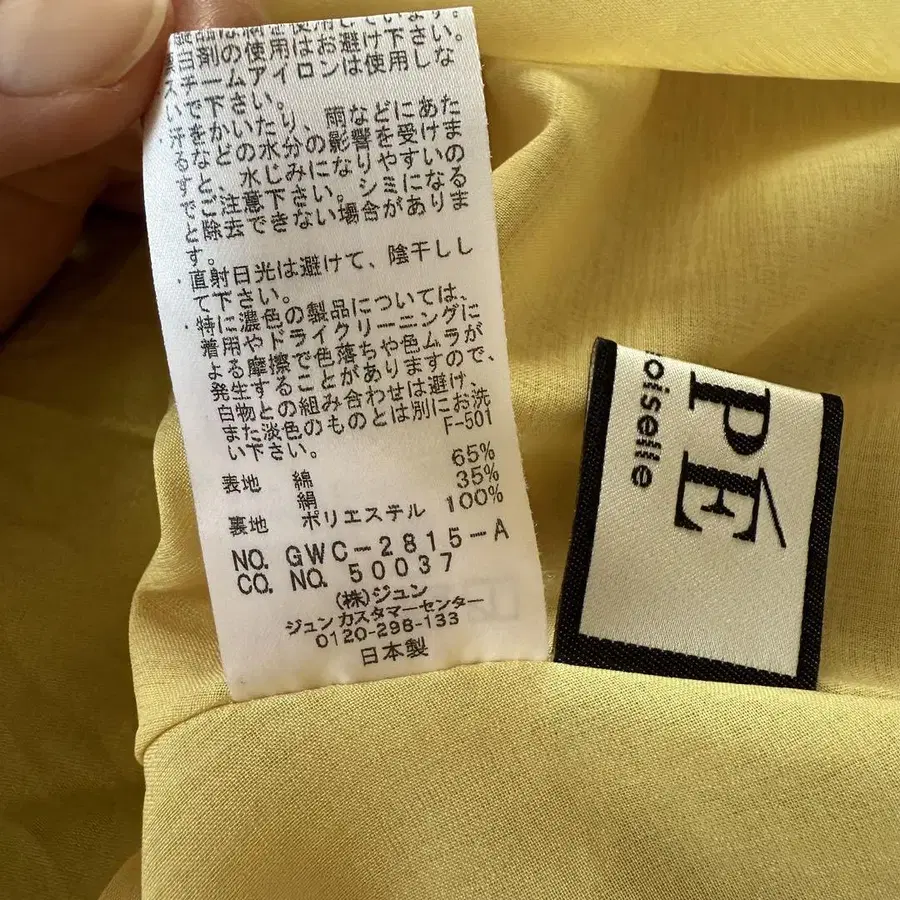 白剤の使用はお避け下さい。
チームアイロンは使用しな
いで下さい。
汗をかいたり、雨などにあた
るなどの水分の影響を受けま
すと、水じみになりやすいの
でご注意下さい。シミになる
と除去できない場合がありま
す。
直射日光は避けて、陰干しし
て下さい。
特に濃色の製品については、
着用やドライクリーニングに
よる摩擦で色落ちや色ムラが
発生することがありますので、
白物との組み合わせは避け、
また淡色のものとは別にお洗
い下さい。 F-501
表地 綿 65%
絹 35%
裏地 ポリエステル 100%
NO. GWC-2815-A
CO. NO. 50037
(株)ジュン
ジュンカスタマーセンター
0120-298-133
日本製
PÉ
oiselle